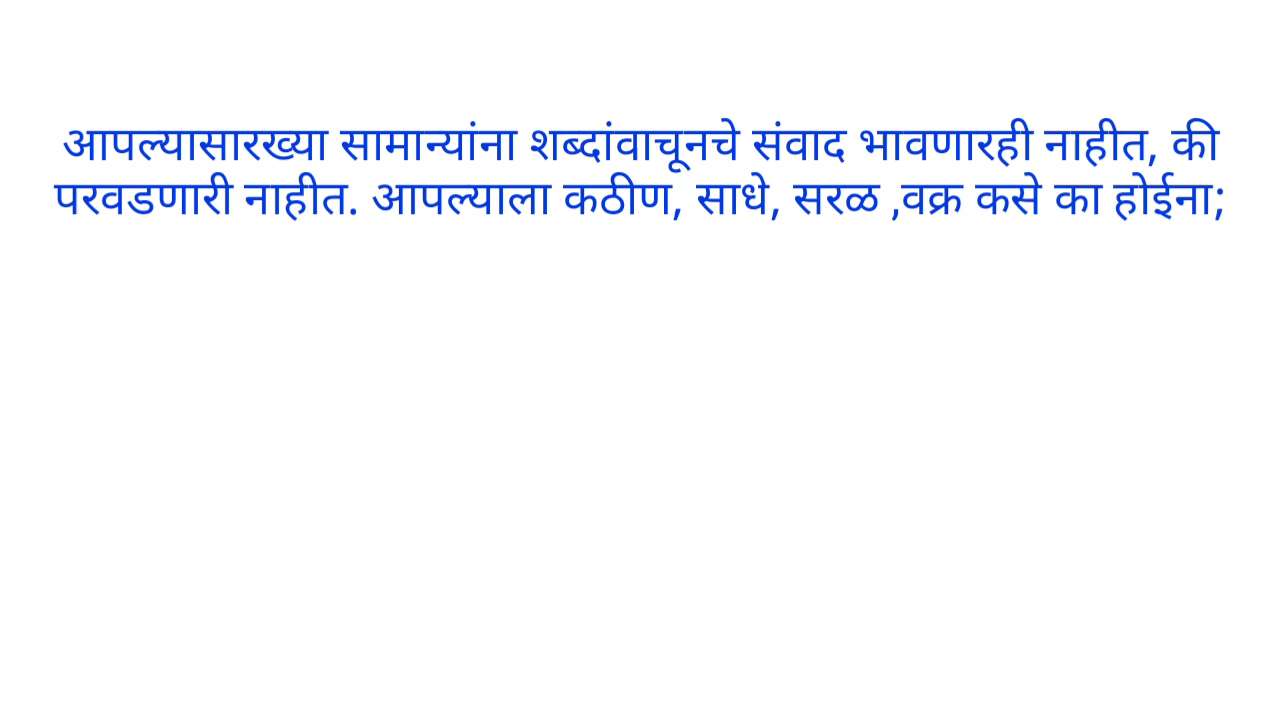 आपल्यासारख्या सामान्यांना शब्दांवाचूनचे संवाद भावणारही नाहीत, की
परवडणारी नाहीत. आपल्याला कठीण, साधे, सरळ ,वक्र कसे का होईना;